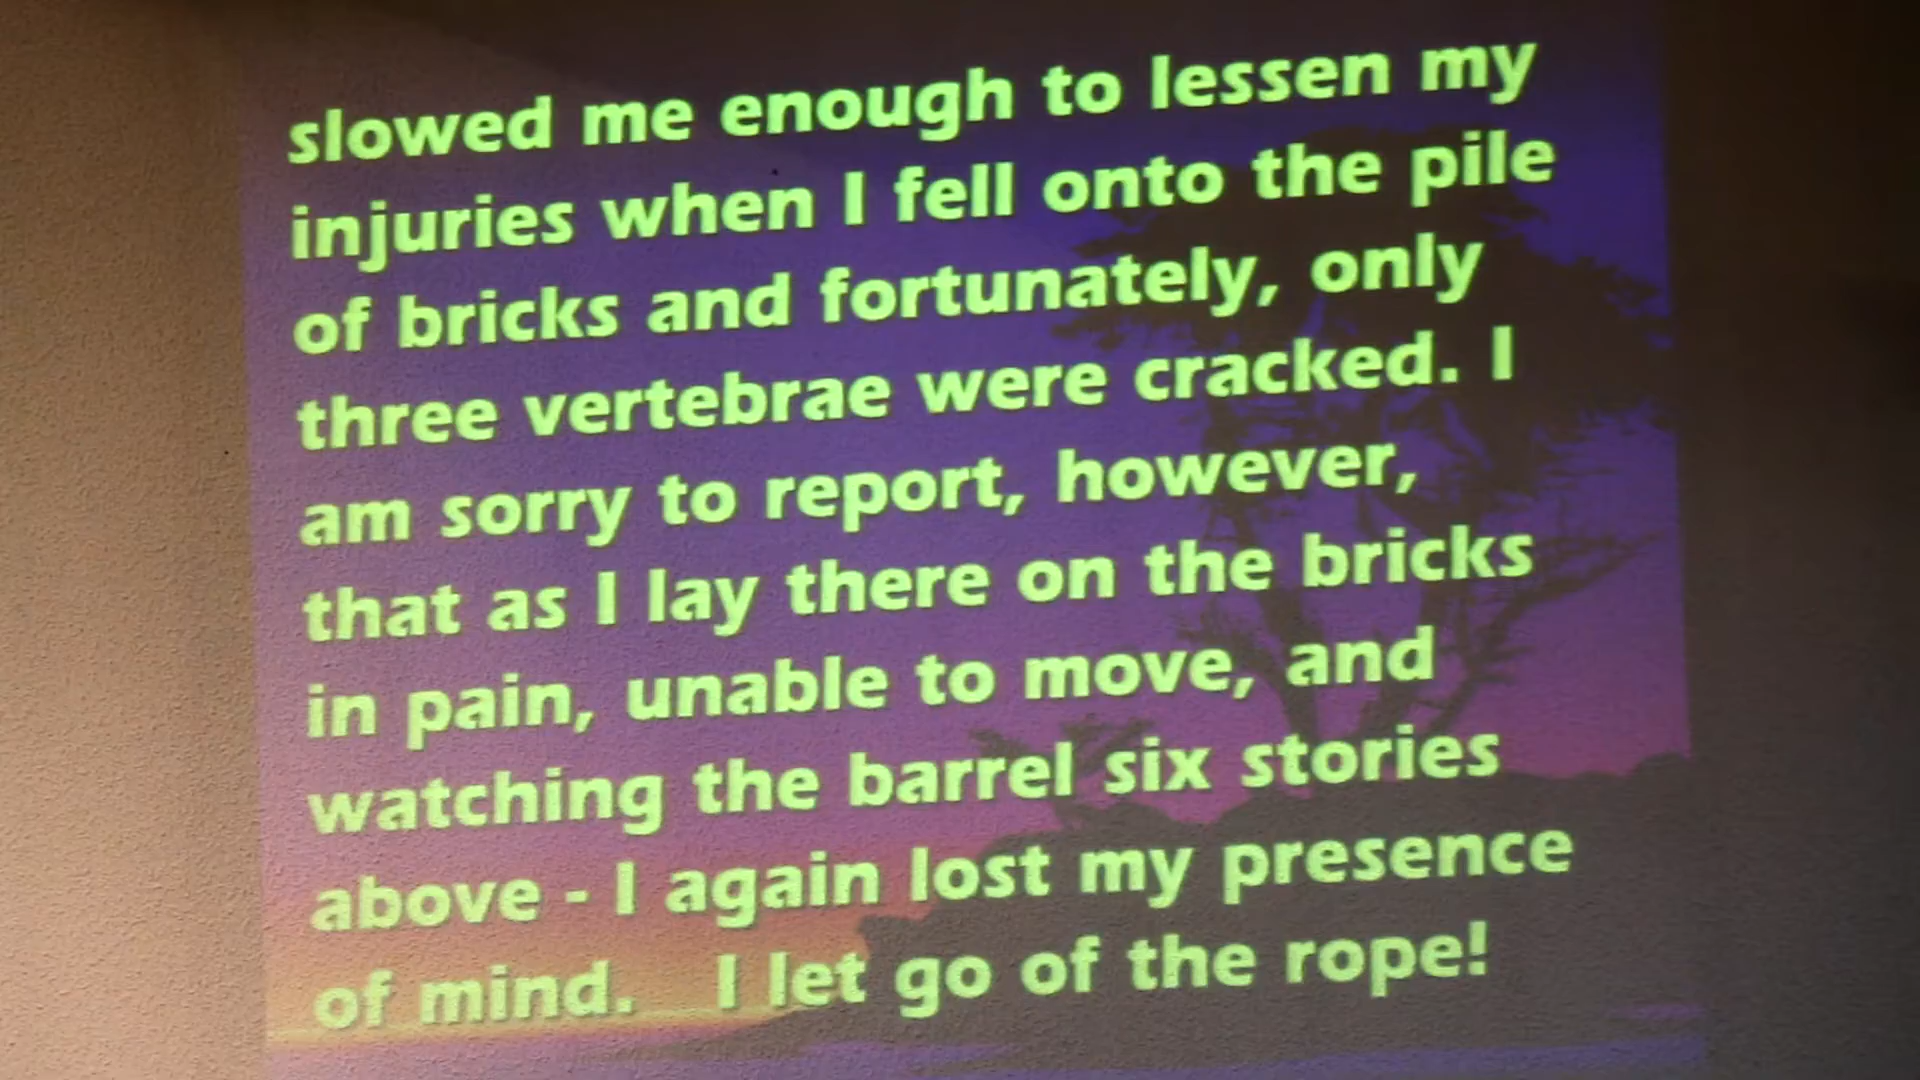 slowed me enough to lessen my
injuries when I fell onto the pile
of bricks and fortunately, only
three vertebrae were cracked. I
am sorry to report, however,
that as I lay there on the bricks
in pain, unable to move, and
watching the barrel six stories
above - I again lost my presence
of mind.   I let go of the rope!